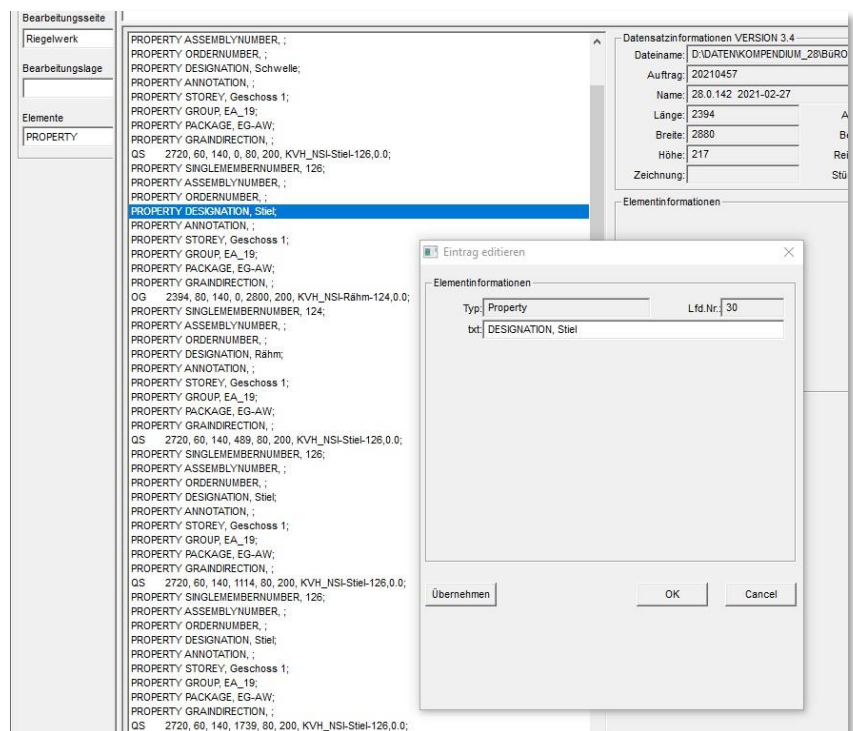 Bearbeitungsseite
Riegelwerk
Bearbeitungslage
Elemente
PROPERTY
PROPERTY ASSEMBLYNUMBER, ;
PROPERTY ORDERNUMBER, ;
PROPERTY DESIGNATION, Schwelle;
PROPERTY ANNOTATION, ;
PROPERTY STOREY, Geschoss 1;
PROPERTY GROUP, EA_19;
PROPERTY PACKAGE, EG-AW;
PROPERTY GRAINDIRECTION, ;
QS 2720, 60, 140, 0, 80, 200, KVH_NSI-Stiel-126,0.0;
PROPERTY SINGLEMEMBERNUMBER, 126;
PROPERTY ASSEMBLYNUMBER, ;
PROPERTY ORDERNUMBER, ;
PROPERTY DESIGNATION, Stiel;
PROPERTY ANNOTATION, ;
PROPERTY STOREY, Geschoss 1;
PROPERTY GROUP, EA_19;
PROPERTY PACKAGE, EG-AW;
PROPERTY GRAINDIRECTION, ;
OG 2394, 80, 140, 0, 2800, 200, KVH_NSI-Rähm-124,0.0;
PROPERTY SINGLEMEMBERNUMBER, 124;
PROPERTY ASSEMBLYNUMBER, ;
PROPERTY ORDERNUMBER, ;
PROPERTY DESIGNATION, Rähm;
PROPERTY ANNOTATION, ;
PROPERTY STOREY, Geschoss 1;
PROPERTY GROUP, EA_19;
PROPERTY PACKAGE, EG-AW;
PROPERTY GRAINDIRECTION, ;
QS 2720, 60, 140, 489, 80, 200, KVH_NSI-Stiel-126,0.0;
PROPERTY SINGLEMEMBERNUMBER, 126;
PROPERTY ASSEMBLYNUMBER, ;
PROPERTY ORDERNUMBER, ;
PROPERTY DESIGNATION, Stiel;
PROPERTY ANNOTATION, ;
PROPERTY STOREY, Geschoss 1;
PROPERTY GROUP, EA_19;
PROPERTY PACKAGE, EG-AW;
PROPERTY GRAINDIRECTION, ;
QS 2720, 60, 140, 1114, 80, 200, KVH_NSI-Stiel-126,0.0;
PROPERTY SINGLEMEMBERNUMBER, 126;
PROPERTY ASSEMBLYNUMBER, ;
PROPERTY ORDERNUMBER, ;
PROPERTY DESIGNATION, Stiel;
PROPERTY ANNOTATION, ;
PROPERTY STOREY, Geschoss 1;
PROPERTY GROUP, EA_19;
PROPERTY PACKAGE, EG-AW;
PROPERTY GRAINDIRECTION, ;
QS 2720, 60, 140, 1739, 80, 200, KVH_NSI-Stiel-126,0.0;
Datensatzinformationen VERSION 3.4
Dateiname: D:\DATEN\KOMPENDIUM_28\BüRO
Auftrag: 20210457
Name: 28.0.142 2021-02-27
Länge: 2394 A
Breite: 2880 Be
Höhe: 217 Rei
Zeichnung: Stü
Elementinformationen
Eintrag editieren
Elementinformationen
Typ: Property Lfd.Nr.: 30
txt: DESIGNATION, Stiel
Übernehmen OK Cancel